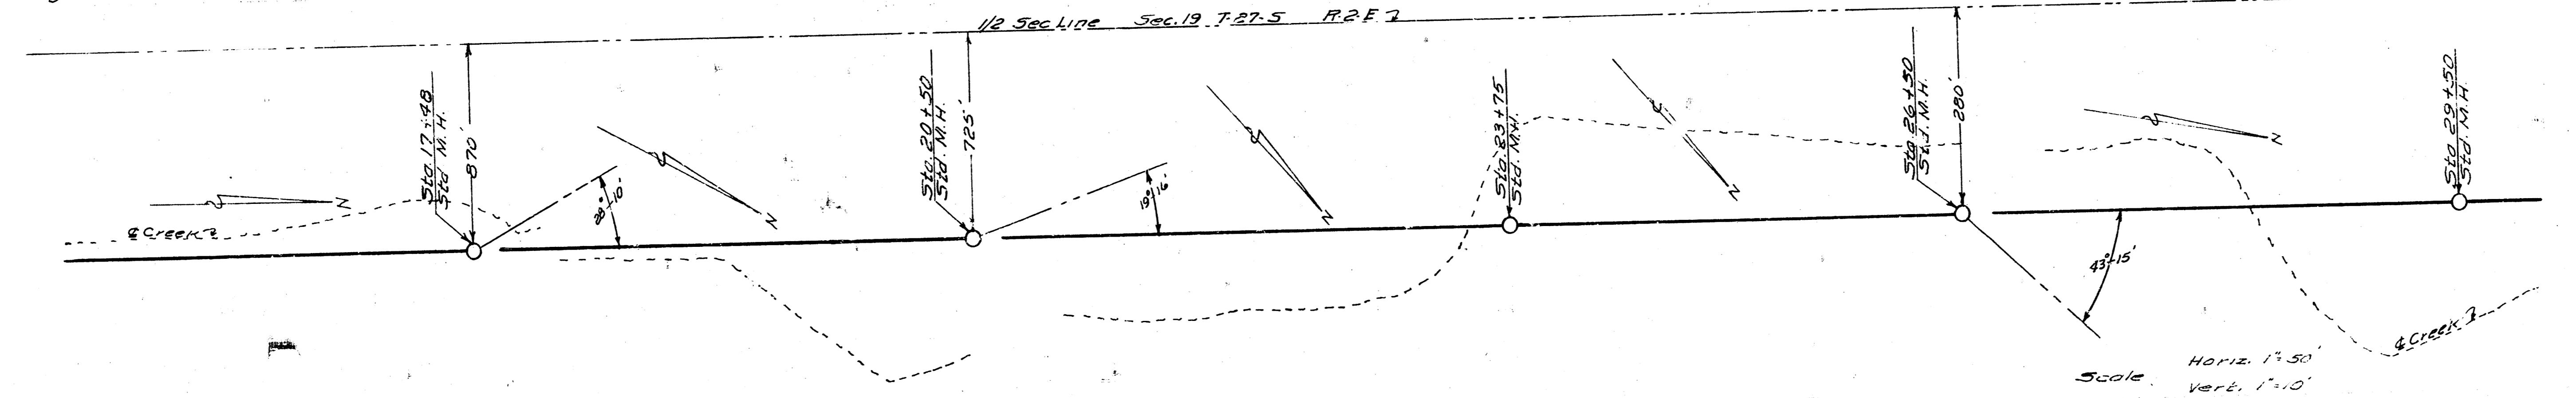 1/2 Sec Line Sec. 19 T-27-S R.2.E
Sta. 17+48
Std M.H.
870'
℄ Creek
N
N
Sta. 20+50
Std. M.H.
725'
19°-16'
N
Sta. 23+75
Std. M.H.
N
Sta. 26+50
Std. M.H.
280'
43°-15'
N
Sta 29+50
Std. M.H.
℄ Creek
Scale Horiz. 1"=50'
Vert. 1"=10'